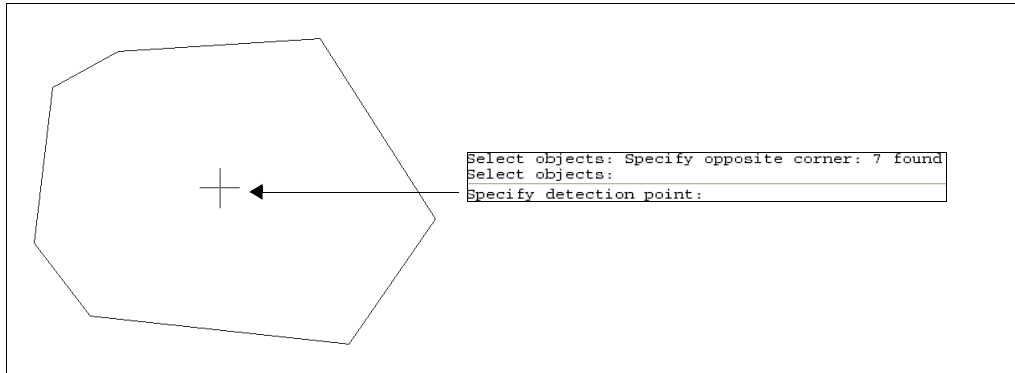 Select objects: Specify opposite corner: 7 found
Select objects:
Specify detection point: